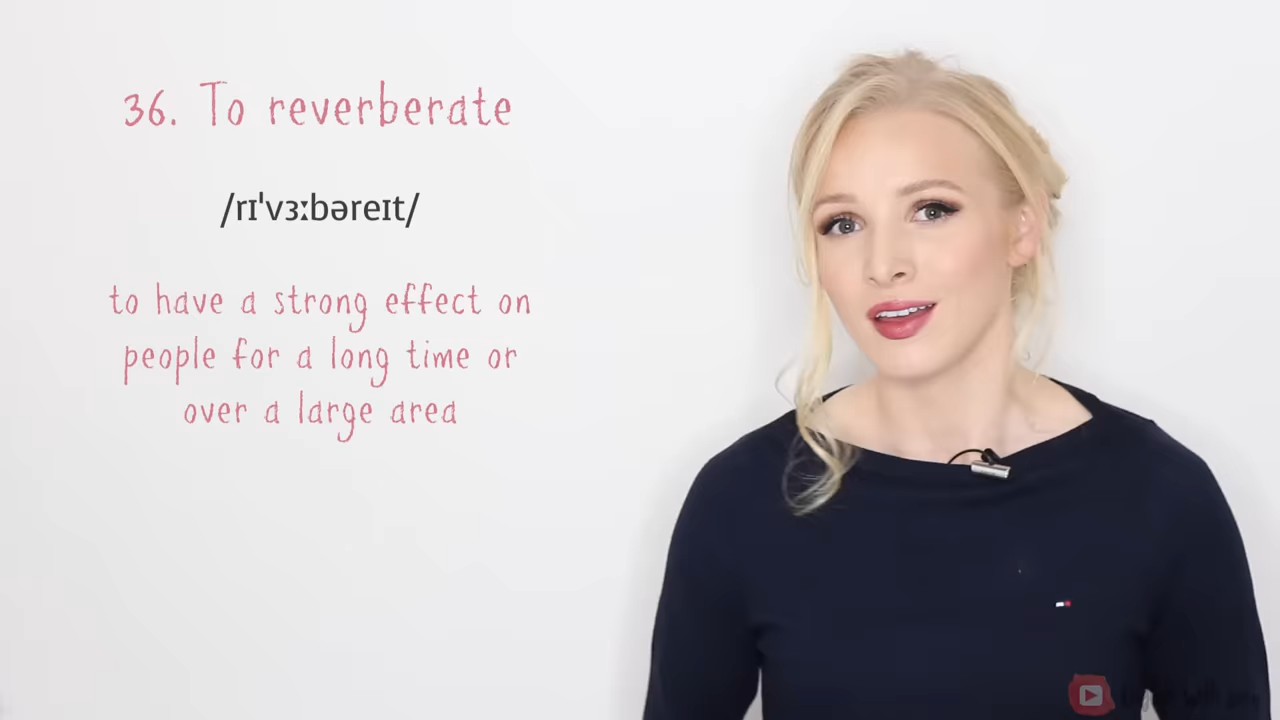 36. To reverberate
/rɪˈvɜːbəreɪt/
to have a strong effect on
people for a long time or
over a large area